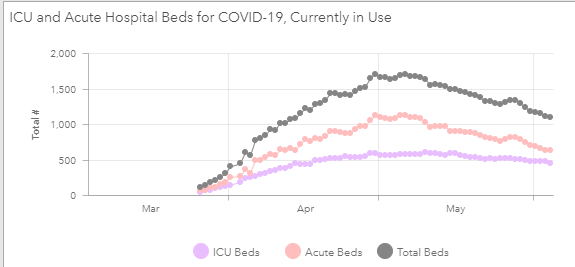 ICU and Acute Hospital Beds for COVID-19, Currently in Use
2,000
1,500
1,000
500
0
Total #
Mar Apr May
ICU Beds Acute Beds Total Beds